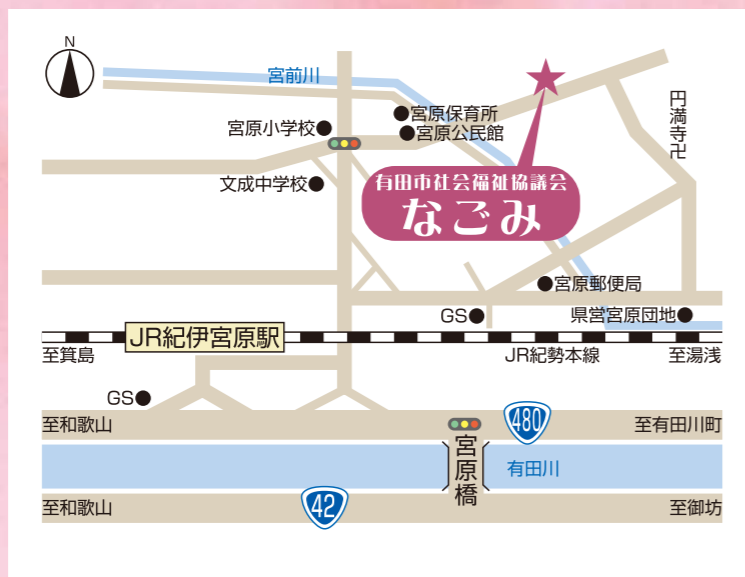 N
宮前川
宮原小学校
宮原保育所
宮原公民館
円満寺卍
文成中学校
有田市社会福祉協議会
なごみ
宮原郵便局
GS
県営宮原団地
JR紀伊宮原駅
至箕島
JR紀勢本線
至湯浅
GS
至和歌山
480
至有田川町
宮原橋
有田川
至和歌山
42
至御坊